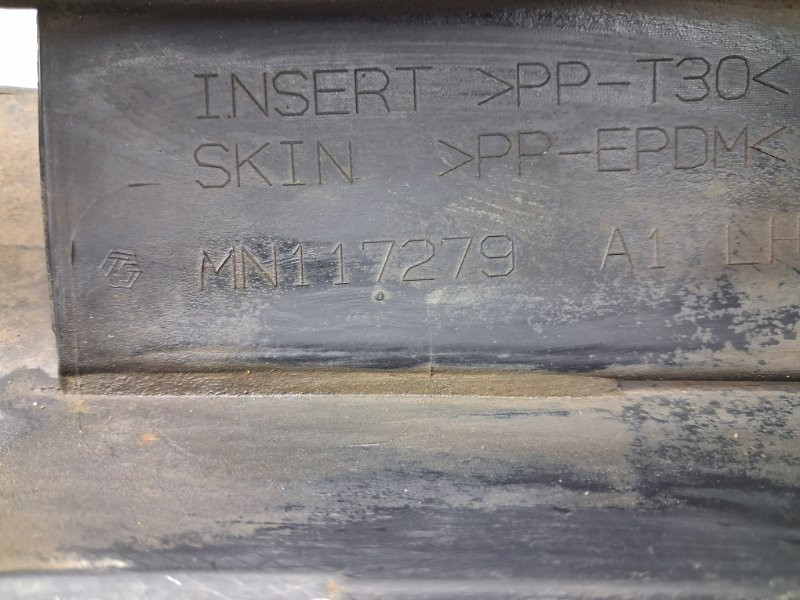 INSERT >PP-T30<
SKIN >PP-EPDM<
MN117279 A1 LH